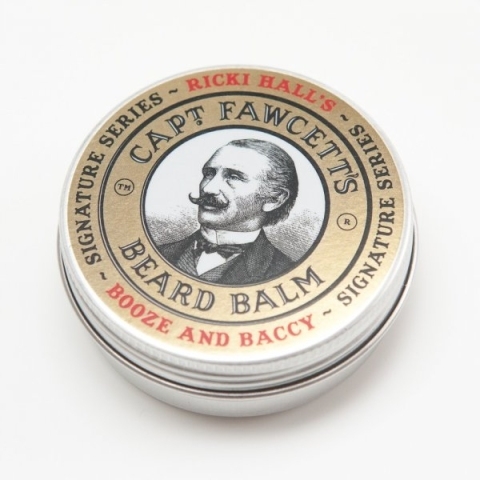 ~ RICKI HALL'S ~
SIGNATURE SERIES
SIGNATURE SERIES
CAPT FAWCETT'S
TM
®
BEARD BALM
~ BOOZE AND BACCY ~